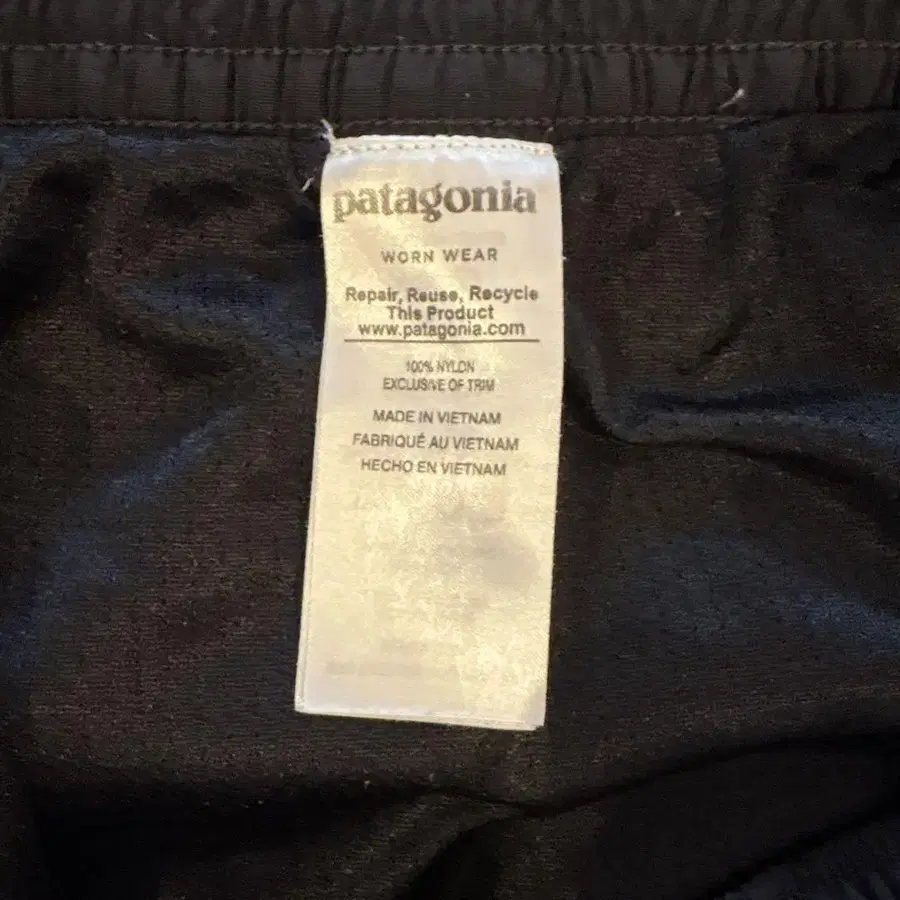 patagonia
WORN WEAR
Repair, Reuse, Recycle
This Product
www.patagonia.com
100% NYLON
EXCLUSIVE OF TRIM
MADE IN VIETNAM
FABRIQUÉ AU VIETNAM
HECHO EN VIETNAM